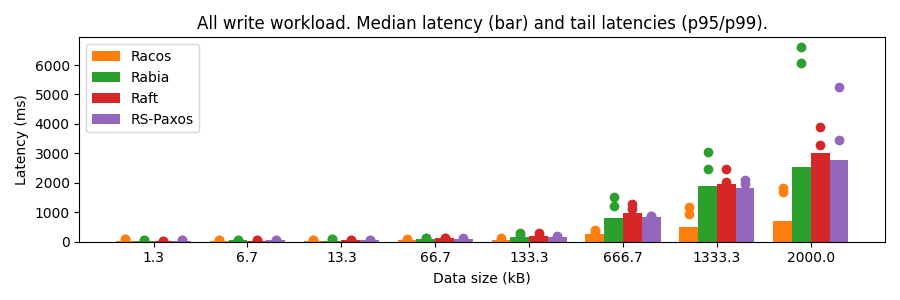 All write workload. Median latency (bar) and tail latencies (p95/p99).
Latency (ms)
6000
5000
4000
3000
2000
1000
0
Racos
Rabia
Raft
RS-Paxos
1.3 6.7 13.3 66.7 133.3 666.7 1333.3 2000.0
Data size (kB)